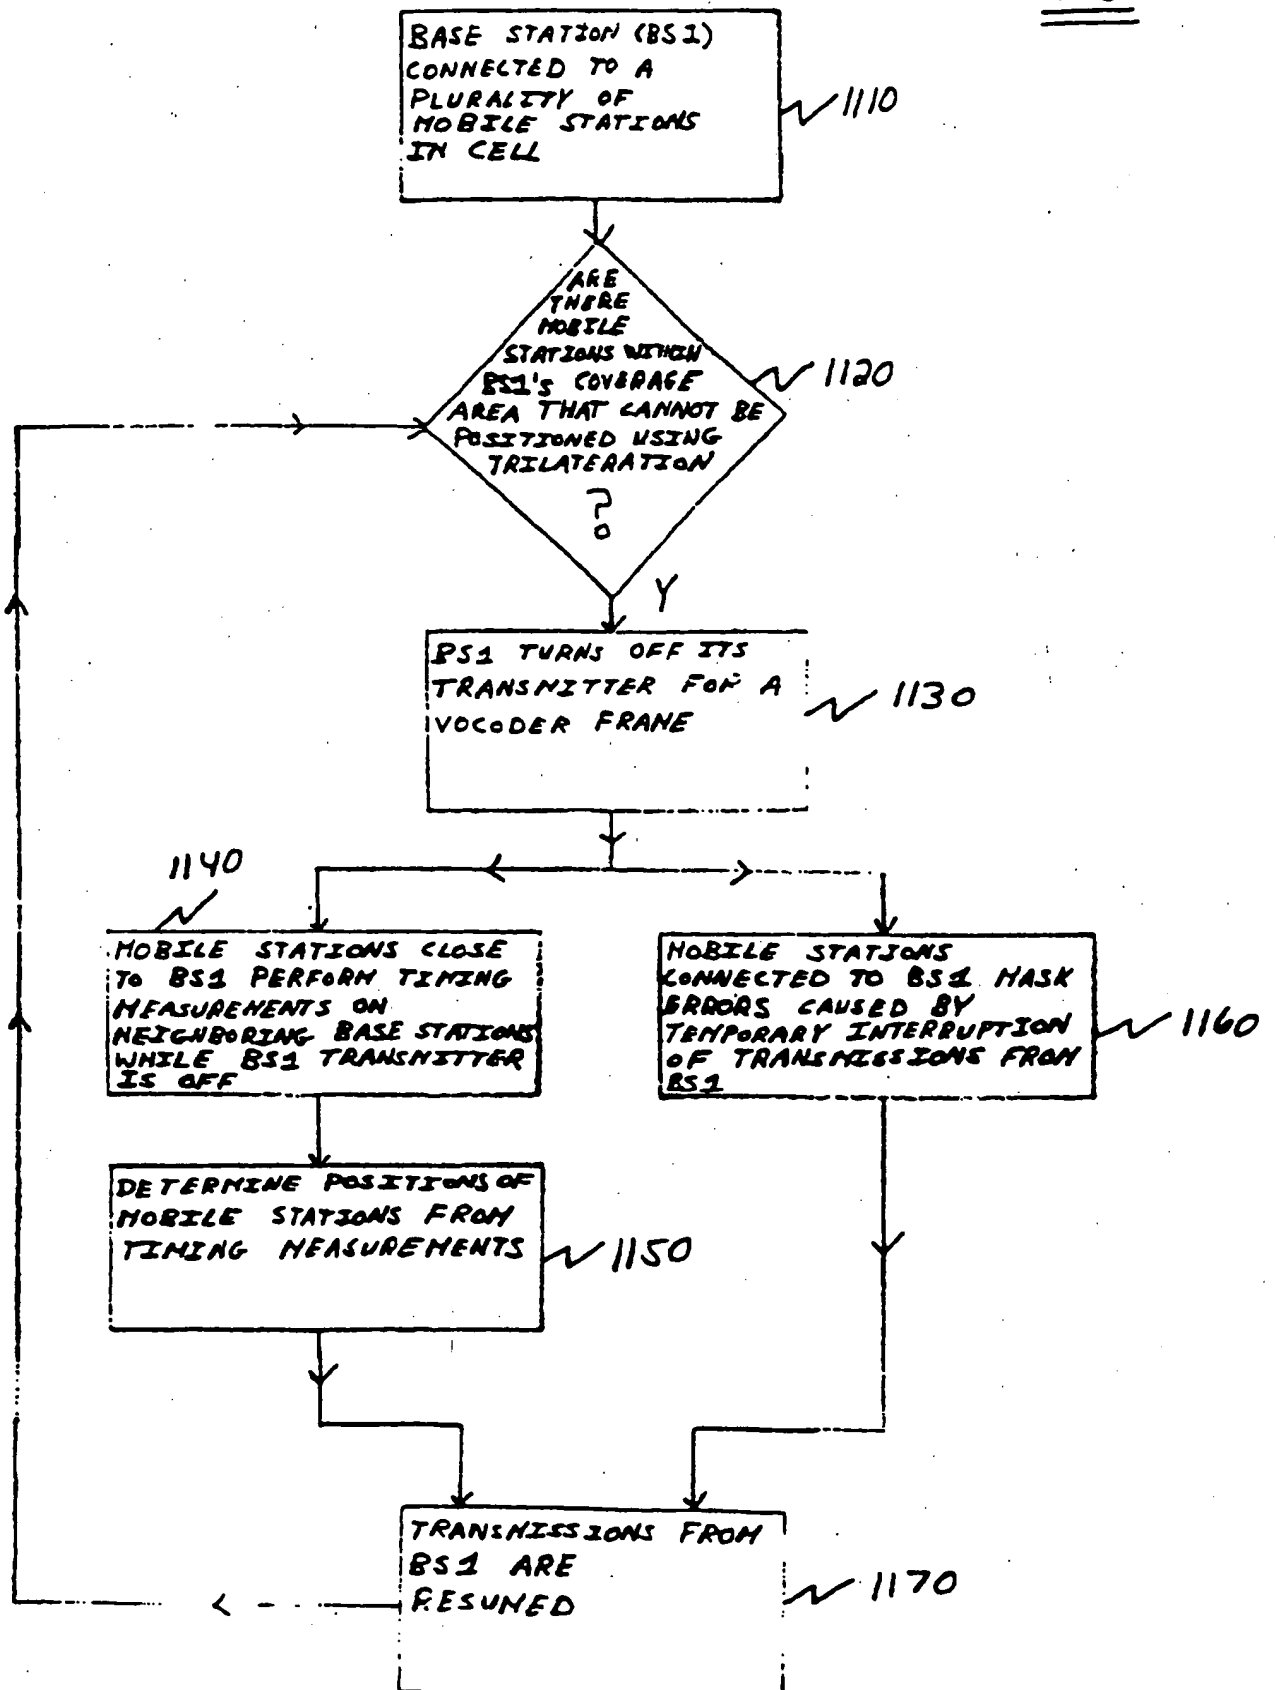 BASE STATION (BS1)
CONNECTED TO A
PLURALITY OF
MOBILE STATIONS
IN CELL
1110
ARE
THERE
MOBILE
STATIONS WITHIN
BS1's COVERAGE
AREA THAT CANNOT BE
POSITIONED USING
TRILATERATION
?
1120
Y
BS1 TURNS OFF ITS
TRANSMITTER FOR A
VOCODER FRAME
1130
1140
MOBILE STATIONS CLOSE
TO BS1 PERFORM TIMING
MEASUREMENTS ON
NEIGHBORING BASE STATIONS
WHILE BS1 TRANSMITTER
IS OFF
MOBILE STATIONS
CONNECTED TO BS1 MASK
ERRORS CAUSED BY
TEMPORARY INTERRUPTION
OF TRANSMISSIONS FROM
BS1
1160
DETERMINE POSITIONS OF
MOBILE STATIONS FROM
TIMING MEASUREMENTS
1150
TRANSMISSIONS FROM
BS1 ARE
RESUMED
1170